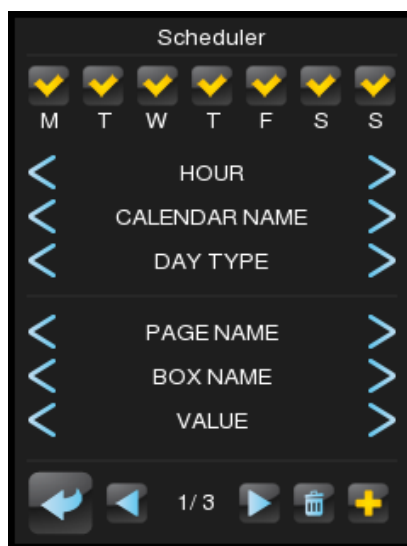 Scheduler
M T W T F S S
HOUR
CALENDAR NAME
DAY TYPE
PAGE NAME
BOX NAME
VALUE
1/3